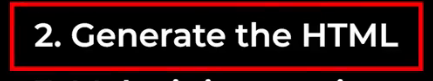 2. Generate the HTML